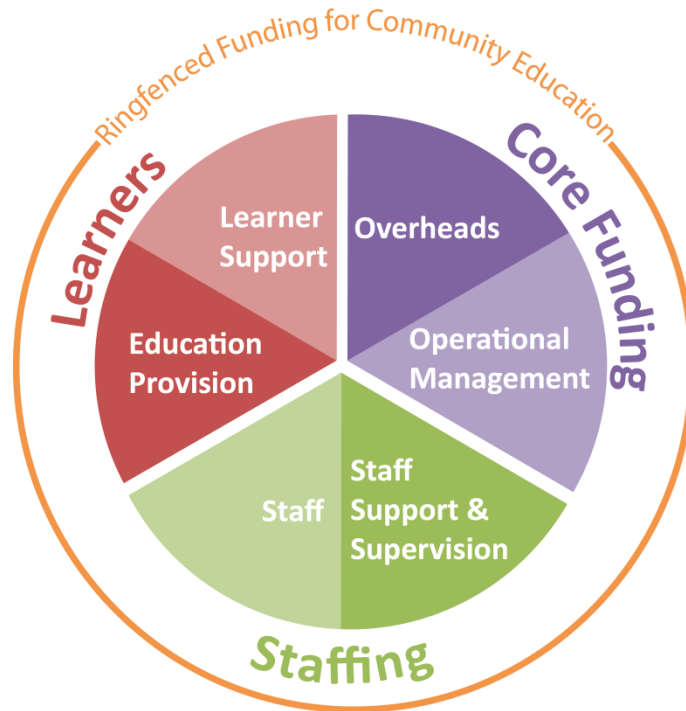 Ringfenced Funding for Community Education
Learners
Core Funding
Learner
Support
Overheads
Education
Provision
Operational
Management
Staff
Staff
Support &
Supervision
Staffing